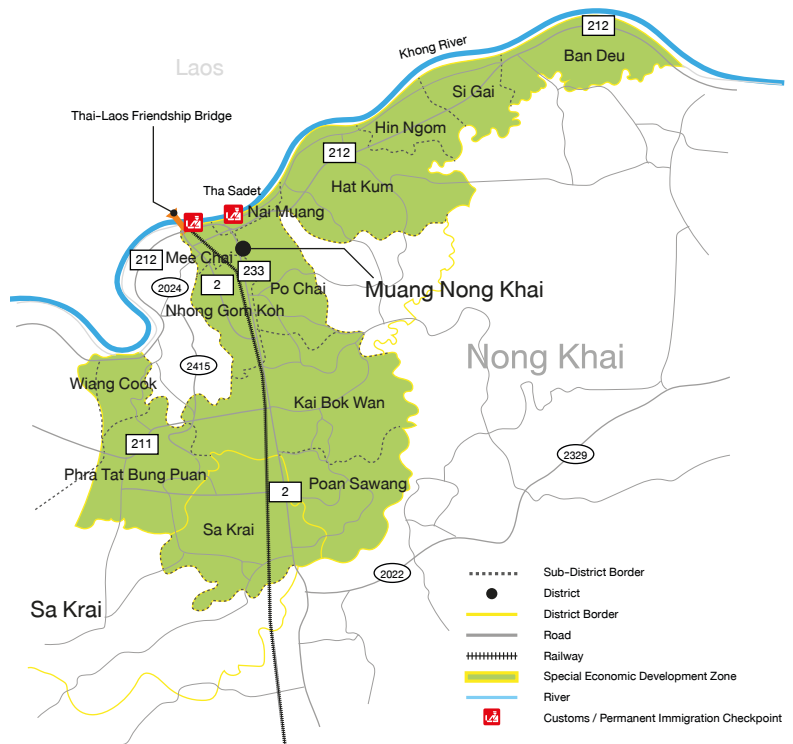 212
Khong River
Ban Deu
Laos
Si Gai
Thai-Laos Friendship Bridge
Hin Ngom
212
Hat Kum
Tha Sadet
Nai Muang
212
Mee Chai
233
2024
2
Po Chai
Muang Nong Khai
Nhong Gom Koh
Nong Khai
2415
Wiang Cook
Kai Bok Wan
211
2329
Phra Tat Bung Puan
Poan Sawang
2
Sa Krai
2022
Sa Krai
Sub-District Border
District
District Border
Road
Railway
Special Economic Development Zone
River
Customs / Permanent Immigration Checkpoint